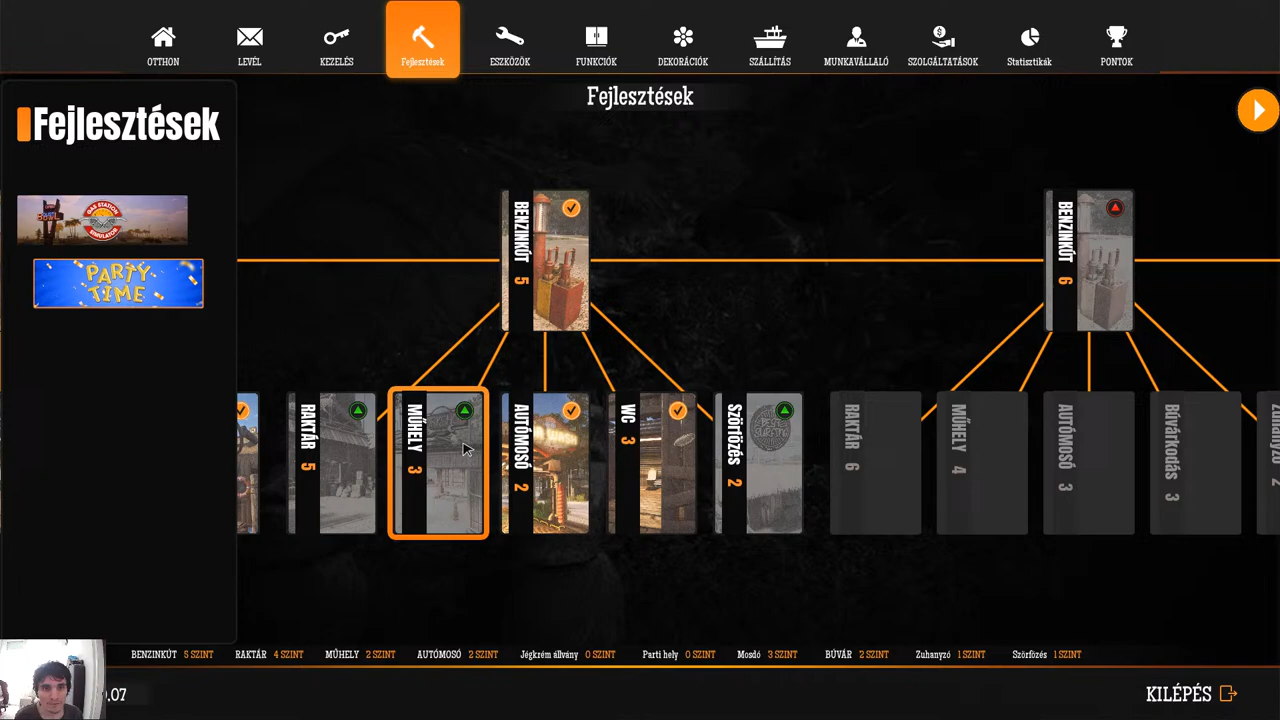 OTTHON
LEVÉL
KEZELÉS
Fejlesztések
ESZKÖZÖK
FUNKCIÓK
DEKORÁCIÓK
SZÁLLÍTÁS
MUNKAVÁLLALÓ
SZOLGÁLTATÁSOK
Statisztikák
PONTOK
Fejlesztések
Fejlesztések
GAS STATION
SIMULATOR
PARTY
TIME
BENZINKÚT 5
BENZINKÚT 6
RAKTÁR 5
MŰHELY 3
AUTÓMOSÓ 2
WC 3
Szörfözés 2
RAKTÁR 6
MŰHELY 4
AUTÓMOSÓ 3
Búvárkodás 3
BENZINKÚT 5 SZINT
RAKTÁR 4 SZINT
MŰHELY 2 SZINT
AUTÓMOSÓ 2 SZINT
Jégkrém állvány 0 SZINT
Parti hely 0 SZINT
Mosdó 3 SZINT
BÚVÁR 2 SZINT
Zuhanyzó 1 SZINT
Szörfözés 1 SZINT
KILÉPÉS